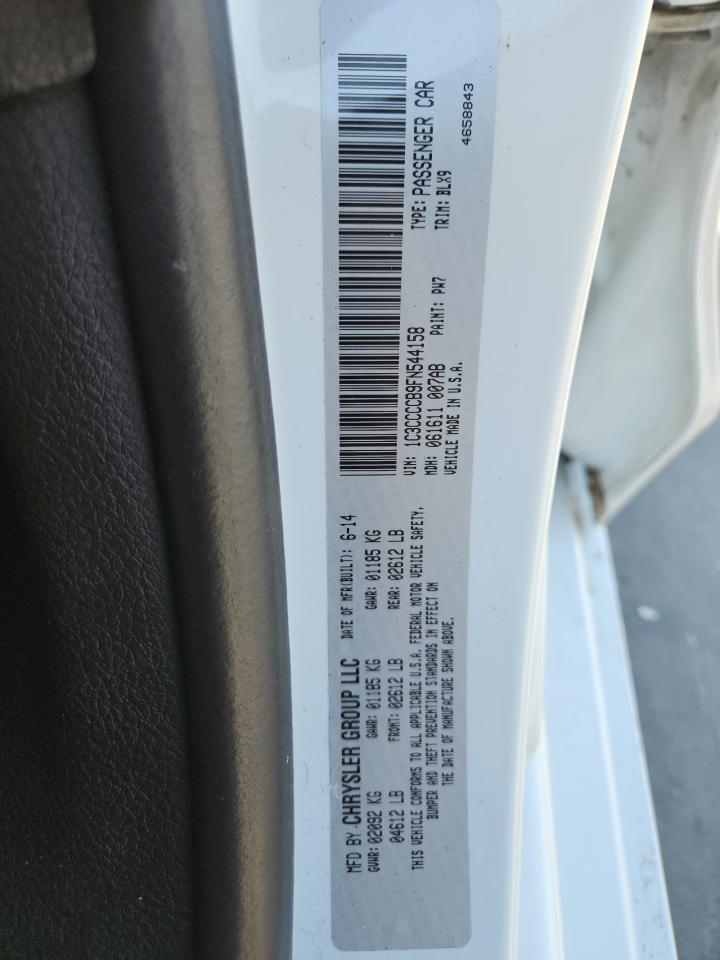 MFD BY CHRYSLER GROUP LLC DATE OF MFR(BUILT): 6-14
GVWR: 02092 KG GAWR: 01185 KG GAWR: 01185 KG
04612 LB FRONT: 02612 LB REAR: 02612 LB
THIS VEHICLE CONFORMS TO ALL APPLICABLE U.S.A. FEDERAL MOTOR VEHICLE SAFETY,
BUMPER AND THEFT PREVENTION STANDARDS IN EFFECT ON
THE DATE OF MANUFACTURE SHOWN ABOVE.
VIN: 1C3CCCCB9FN544158 TYPE: PASSENGER CAR
MDH: 061611 007AB PAINT: PW7 TRIM: BLX9
VEHICLE MADE IN U.S.A.
4658843